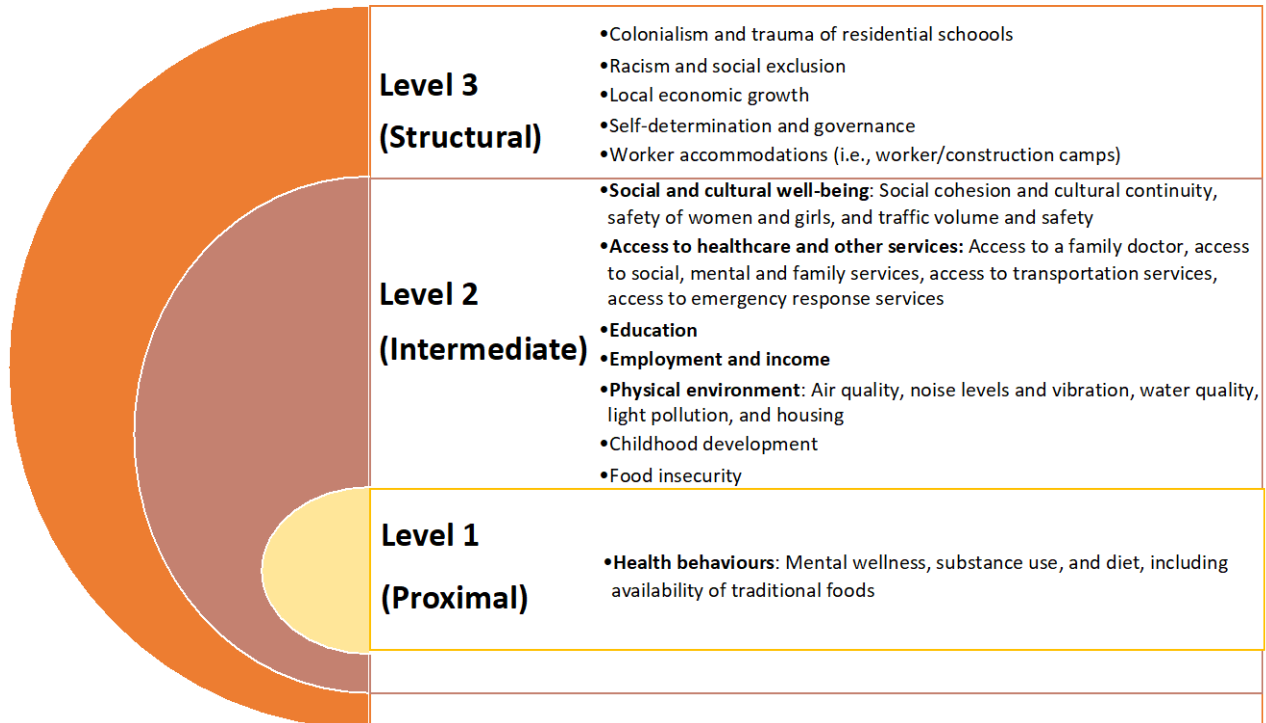 Level 3
(Structural)
•Colonialism and trauma of residential schoools
•Racism and social exclusion
•Local economic growth
•Self-determination and governance
•Worker accommodations (i.e., worker/construction camps)
Level 2
(Intermediate)
•Social and cultural well-being: Social cohesion and cultural continuity,
safety of women and girls, and traffic volume and safety
•Access to healthcare and other services: Access to a family doctor, access
to social, mental and family services, access to transportation services,
access to emergency response services
•Education
•Employment and income
•Physical environment: Air quality, noise levels and vibration, water quality,
light pollution, and housing
•Childhood development
•Food insecurity
Level 1
(Proximal)
•Health behaviours: Mental wellness, substance use, and diet, including
availability of traditional foods